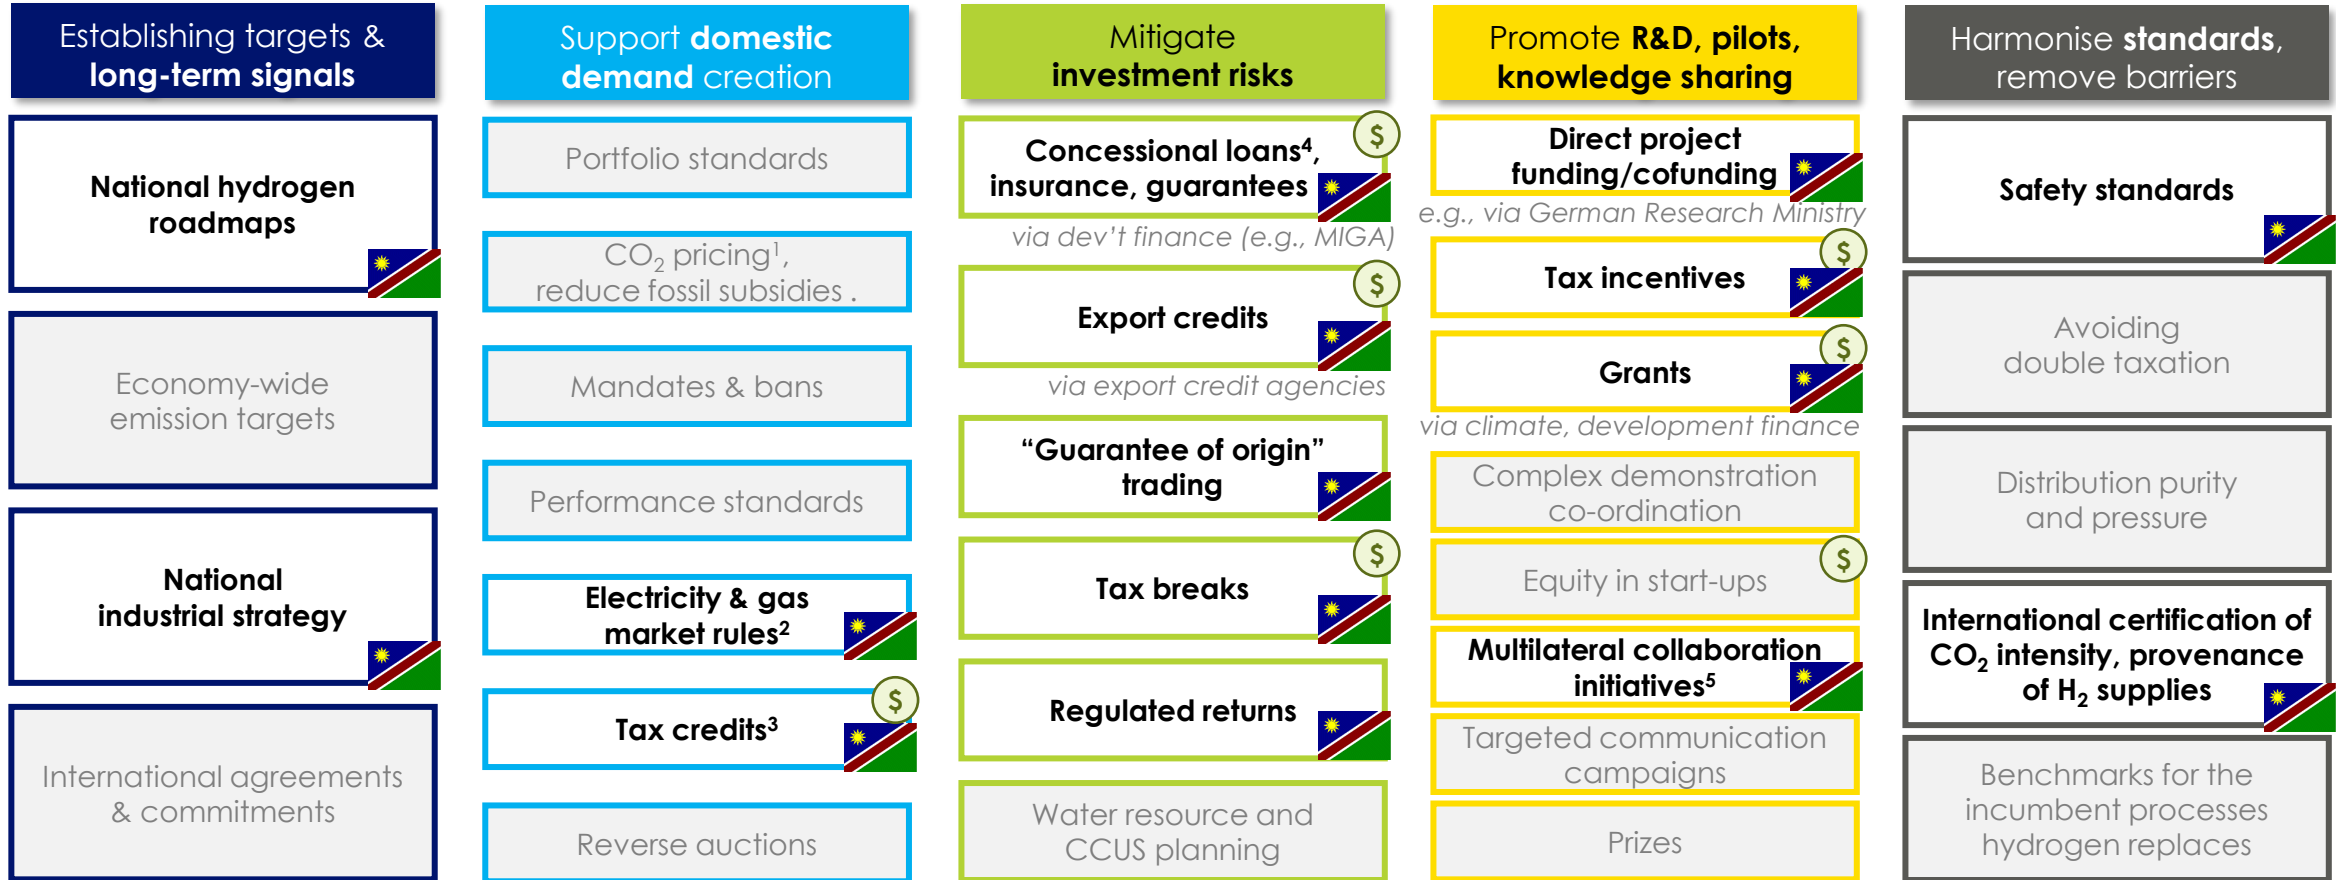 Establishing targets &
long-term signals
National hydrogen
roadmaps
Economy-wide
emission targets
National
industrial strategy
International agreements
& commitments
Support domestic
demand creation
Portfolio standards
CO₂ pricing¹,
reduce fossil subsidies .
Mandates & bans
Performance standards
Electricity & gas
market rules²
$
Tax credits³
Reverse auctions
Mitigate
investment risks
$
Concessional loans⁴,
insurance, guarantees
via dev’t finance (e.g., MIGA)
$
Export credits
via export credit agencies
“Guarantee of origin”
trading
$
Tax breaks
Regulated returns
Water resource and
CCUS planning
Promote R&D, pilots,
knowledge sharing
Direct project
funding/cofunding
e.g., via German Research Ministry
$
Tax incentives
$
Grants
via climate, development finance
Complex demonstration
co-ordination
$
Equity in start-ups
Multilateral collaboration
initiatives⁵
Targeted communication
campaigns
Prizes
Harmonise standards,
remove barriers
Safety standards
Avoiding
double taxation
Distribution purity
and pressure
International certification of
CO₂ intensity, provenance
of H₂ supplies
Benchmarks for the
incumbent processes
hydrogen replaces